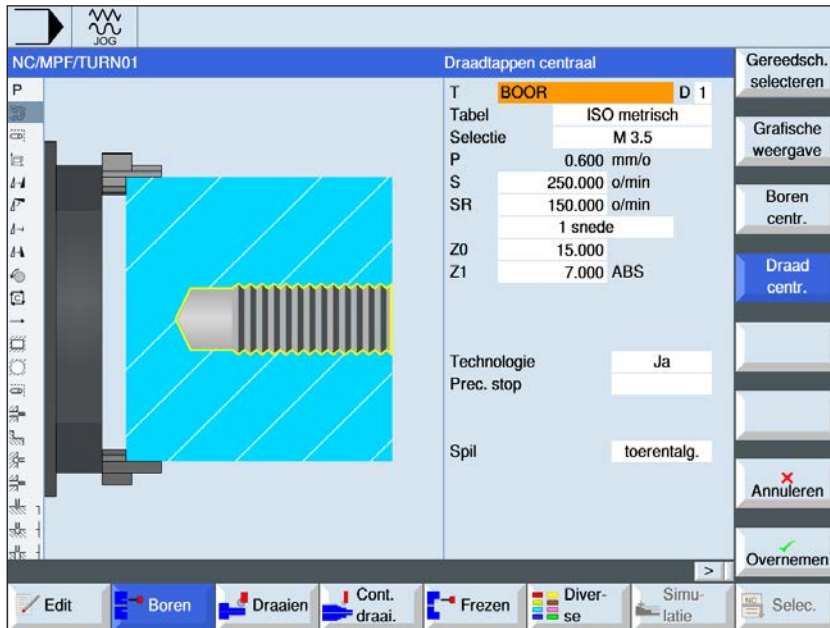 JOG
NC/MPF/TURN01
Draadtappen centraal
P
T BOOR D 1
Tabel ISO metrisch
Selectie M 3.5
P 0.600 mm/o
S 250.000 o/min
SR 150.000 o/min
1 snede
Z0 15.000
Z1 7.000 ABS
Technologie Ja
Prec. stop
Spil toerentalg.
Gereedsch.
selecteren
Grafische
weergave
Boren
centr.
Draad
centr.
Annuleren
Overnemen
>
Edit
Boren
Draaien
Cont.
draai.
Frezen
Diver-
se
Simu-
latie
NC
Selec.